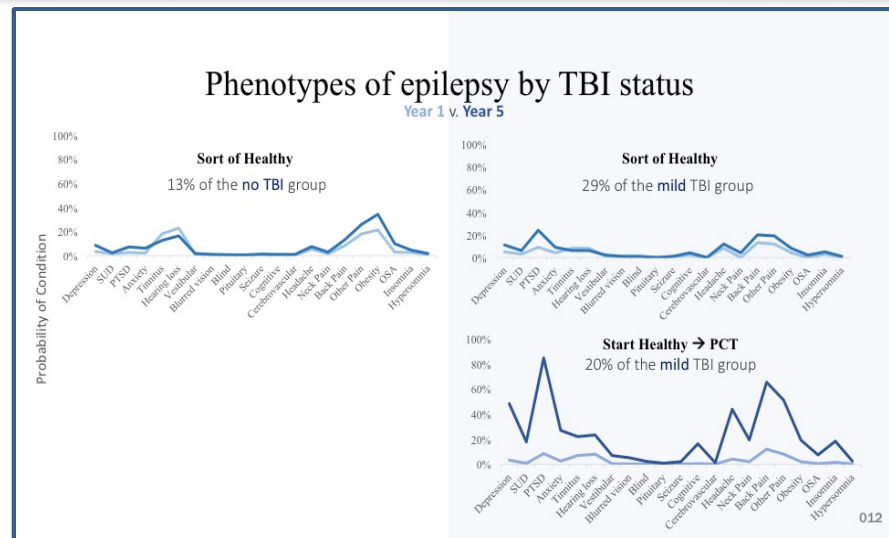 Phenotypes of epilepsy by TBI status
Year 1 v. Year 5
Probability of Condition
100%
80%
60%
40%
20%
0%
Sort of Healthy
13% of the no TBI group
Depression
SUD
PTSD
Anxiety
Tinnitus
Hearing loss
Vestibular
Blurred vision
Blind
Pituitary
Seizure
Cognitive
Cerebrovascular
Headache
Neck Pain
Back Pain
Other Pain
Obesity
OSA
Insomnia
Hypersomnia
100%
80%
60%
40%
20%
0%
Sort of Healthy
29% of the mild TBI group
Depression
SUD
PTSD
Anxiety
Tinnitus
Hearing loss
Vestibular
Blurred vision
Blind
Pituitary
Seizure
Cognitive
Cerebrovascular
Headache
Neck Pain
Back Pain
Other Pain
Obesity
OSA
Insomnia
Hypersomnia
100%
80%
60%
40%
20%
0%
Start Healthy → PCT
20% of the mild TBI group
Depression
SUD
PTSD
Anxiety
Tinnitus
Hearing loss
Vestibular
Blurred vision
Blind
Pituitary
Seizure
Cognitive
Cerebrovascular
Headache
Neck Pain
Back Pain
Other Pain
Obesity
OSA
Insomnia
Hypersomnia
012